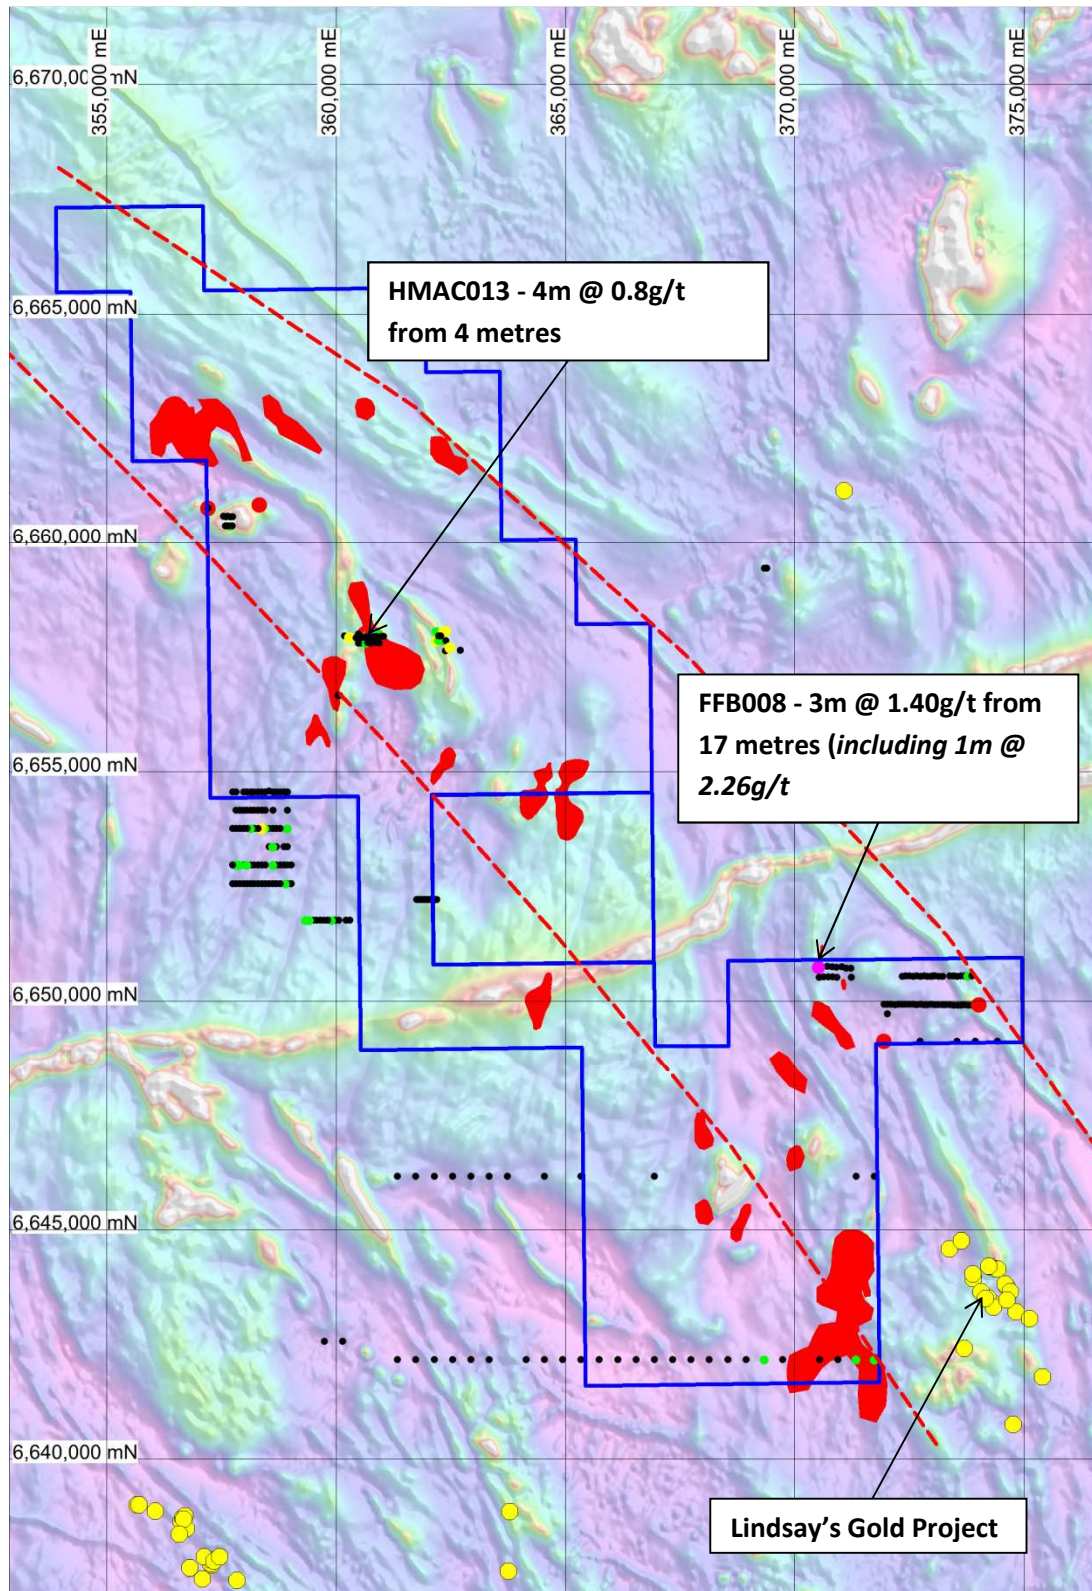 355,000 mE
360,000 mE
365,000 mE
370,000 mE
375,000 mE
6,670,00 mN
HMAC013 - 4m @ 0.8g/t
from 4 metres
6,665,000 mN
6,660,000 mN
FFB008 - 3m @ 1.40g/t from
17 metres (including 1m @
2.26g/t
6,655,000 mN
6,650,000 mN
6,645,000 mN
6,640,000 mN
Lindsay's Gold Project